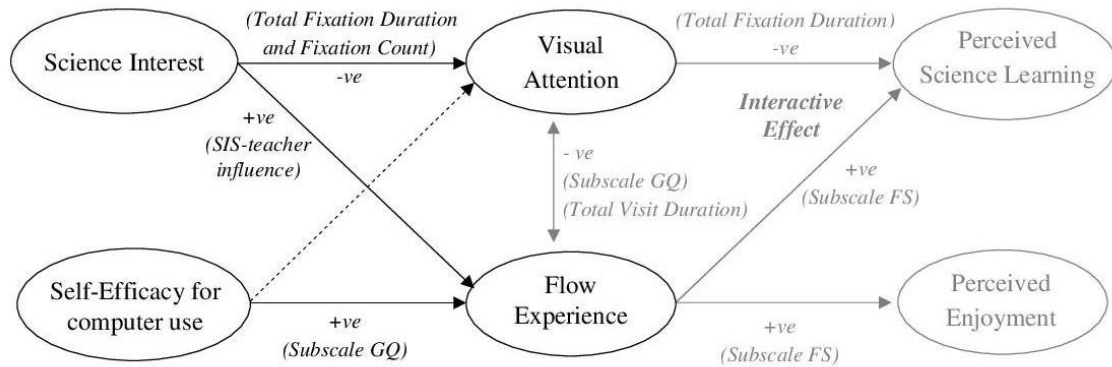 (Total Fixation Duration
and Fixation Count)
-ve
Science Interest
Visual
Attention
(Total Fixation Duration)
-ve
Perceived
Science Learning
+ve
(SIS-teacher
influence)
Interactive
Effect
- ve
(Subscale GQ)
(Total Visit Duration)
+ve
(Subscale FS)
Self-Efficacy for
computer use
+ve
(Subscale GQ)
Flow
Experience
+ve
(Subscale FS)
Perceived
Enjoyment